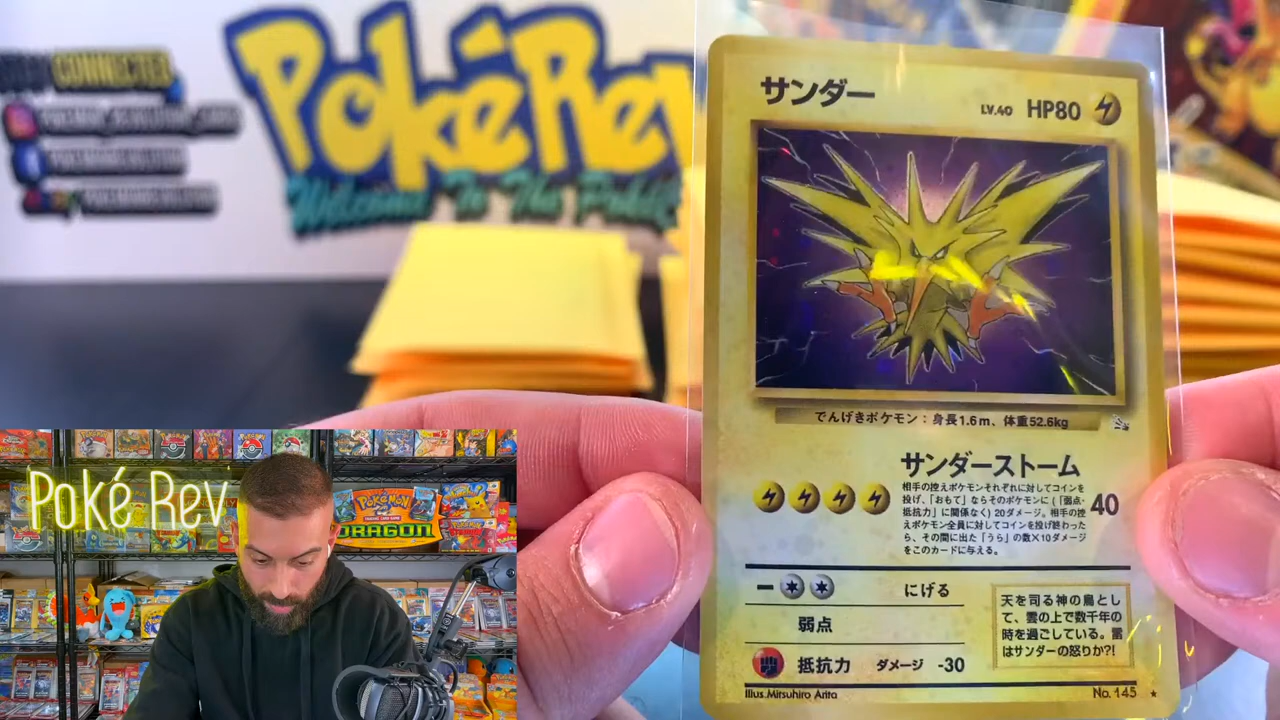 CONNECTED
PokéRev
Welcome To The Poké
サンダー
LV.40 HP80
でんげきポケモン：身長1.6m、体重52.6kg
サンダーストーム
相手の控えポケモンそれぞれに対してコインを
投げ、「おもて」ならそのポケモンに(「弱点・
抵抗力」に関係なく)20ダメージ。相手の控
えポケモン全員に対してコインを投げ終わった
ら、その間に出た「うら」の数×10ダメージ
をこのカードに与える。
40
にげる
弱点
抵抗力 ダメージ -30
天を司る神の鳥とし
て、雲の上で数千年の
時を過ごしている。雷
はサンダーの怒りか?!
Illus. Mitsuhiro Arita
No. 145 ★
Poké Rev
POKéMON
DRAGON